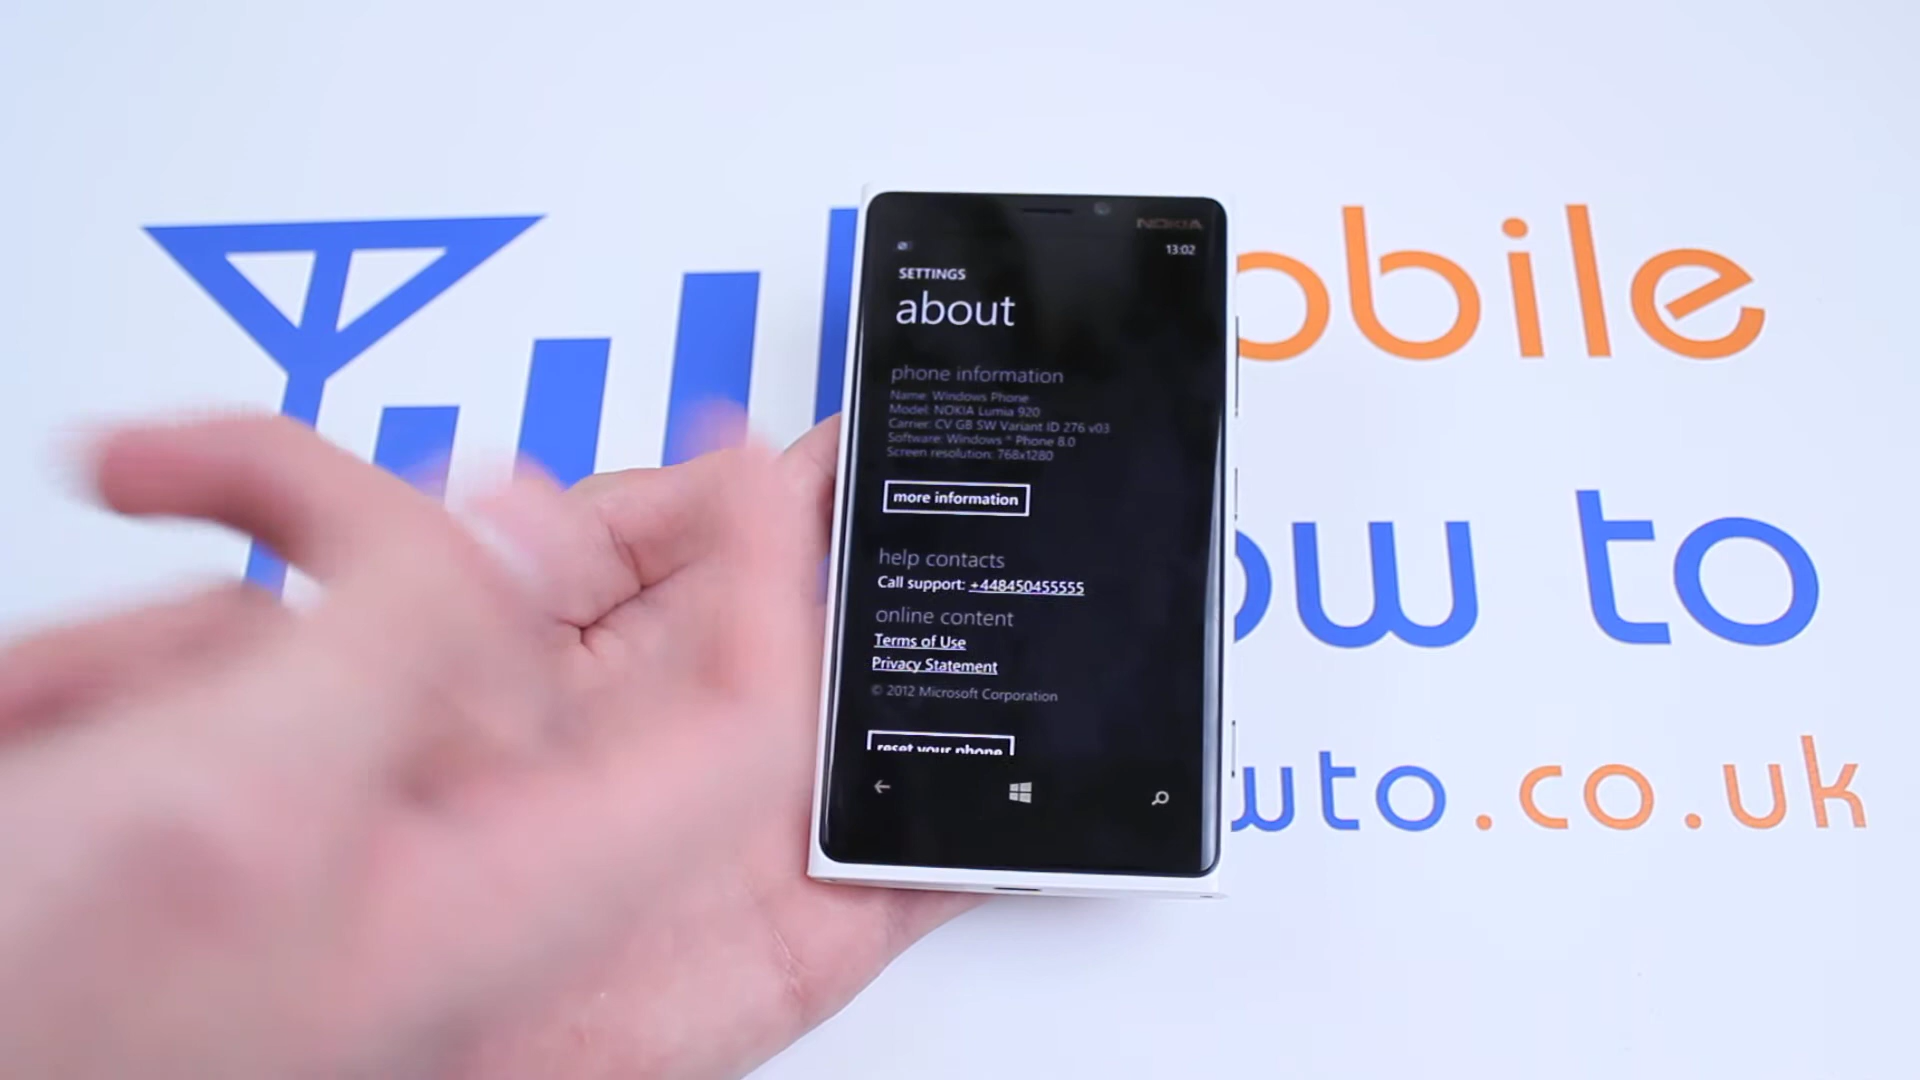 obile
ow to
wto.co.uk
NOKIA
13:02
SETTINGS
about
phone information
Name: Windows Phone
Model: NOKIA Lumia 920
Carrier: CV GB SW Variant ID 276 v03
Software: Windows ® Phone 8.0
Screen resolution: 768x1280
more information
help contacts
Call support: +448450455555
online content
Terms of Use
Privacy Statement
© 2012 Microsoft Corporation
reset your phone